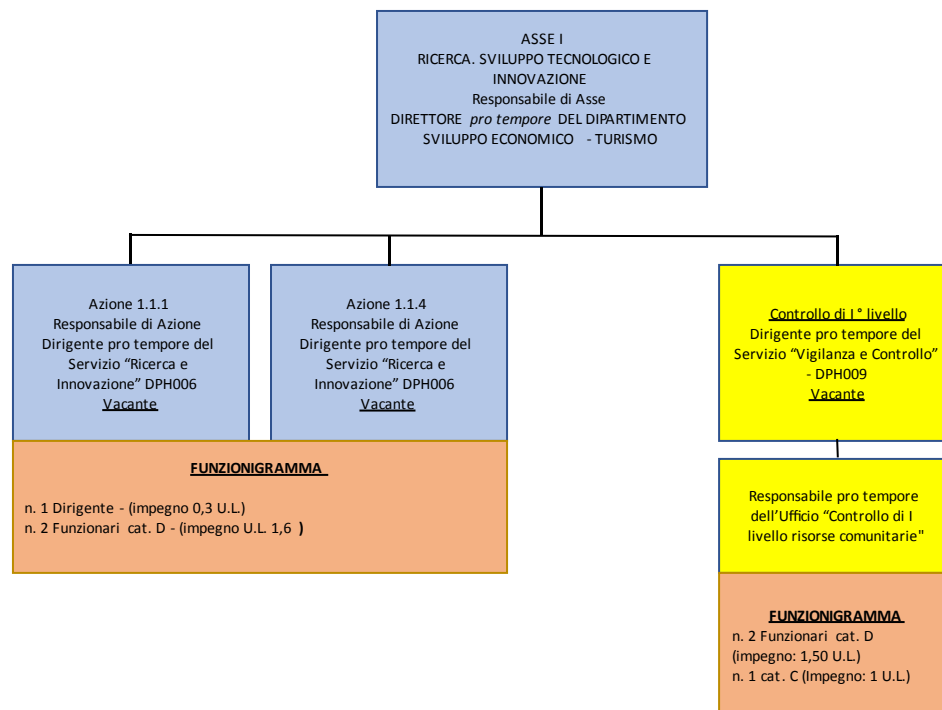 ASSE I
RICERCA. SVILUPPO TECNOLOGICO E
INNOVAZIONE
Responsabile di Asse
DIRETTORE pro tempore DEL DIPARTIMENTO
SVILUPPO ECONOMICO - TURISMO
Azione 1.1.1
Responsabile di Azione
Dirigente pro tempore del
Servizio “Ricerca e
Innovazione” DPH006
Vacante
Azione 1.1.4
Responsabile di Azione
Dirigente pro tempore del
Servizio “Ricerca e
Innovazione” DPH006
Vacante
Controllo di I° livello
Dirigente pro tempore del
Servizio “Vigilanza e Controllo”
- DPH009
Vacante
FUNZIONIGRAMMA
n. 1 Dirigente - (impegno 0,3 U.L.)
n. 2 Funzionari cat. D - (impegno U.L. 1,6 )
Responsabile pro tempore
dell’Ufficio “Controllo di I
livello risorse comunitarie"
FUNZIONIGRAMMA
n. 2 Funzionari cat. D
(impegno: 1,50 U.L.)
n. 1 cat. C (Impegno: 1 U.L.)